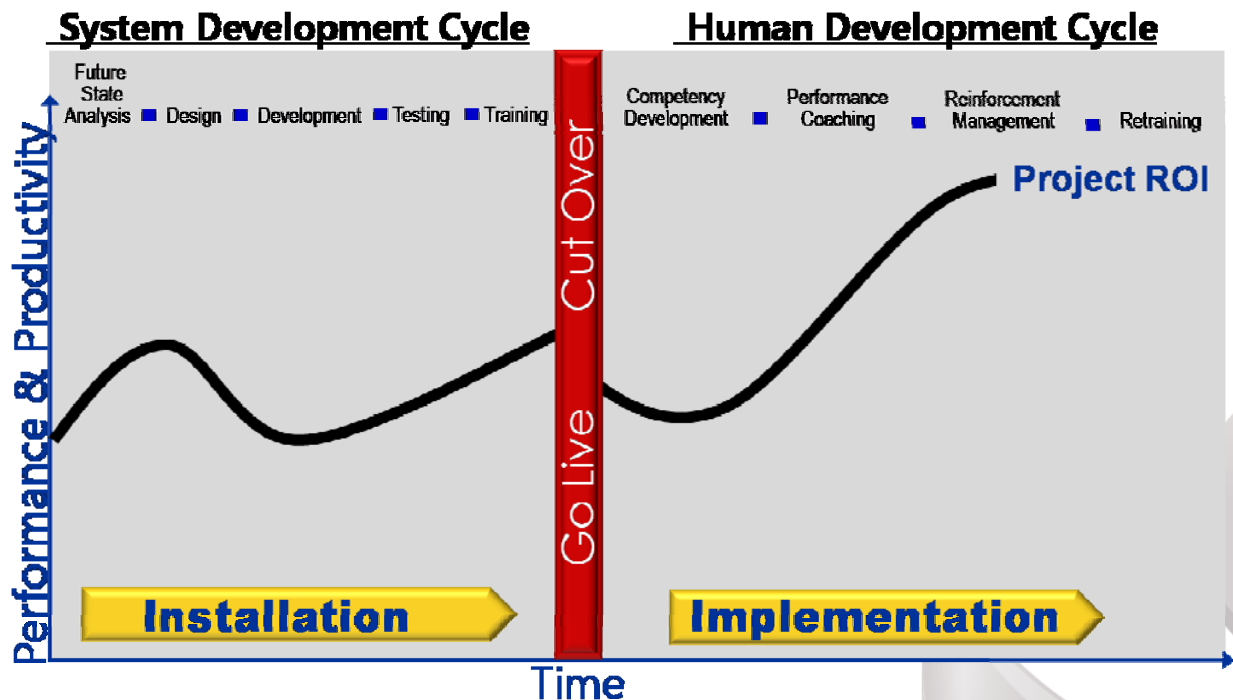 System Development Cycle
Human Development Cycle
Future
State
Analysis
Design
Development
Testing
Training
Competency
Development
Performance
Coaching
Reinforcement
Management
Retraining
Project ROI
Performance & Productivity
Go Live Cut Over
Installation
Implementation
Time